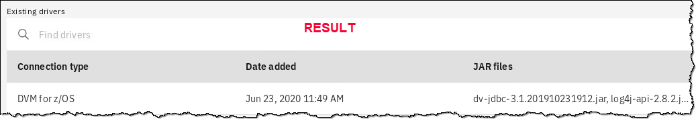 Existing drivers
RESULT
Find drivers
Connection type Date added JAR files
DVM for z/OS Jun 23, 2020 11:49 AM dv-jdbc-3.1.201910231912.jar, log4j-api-2.8.2.j...